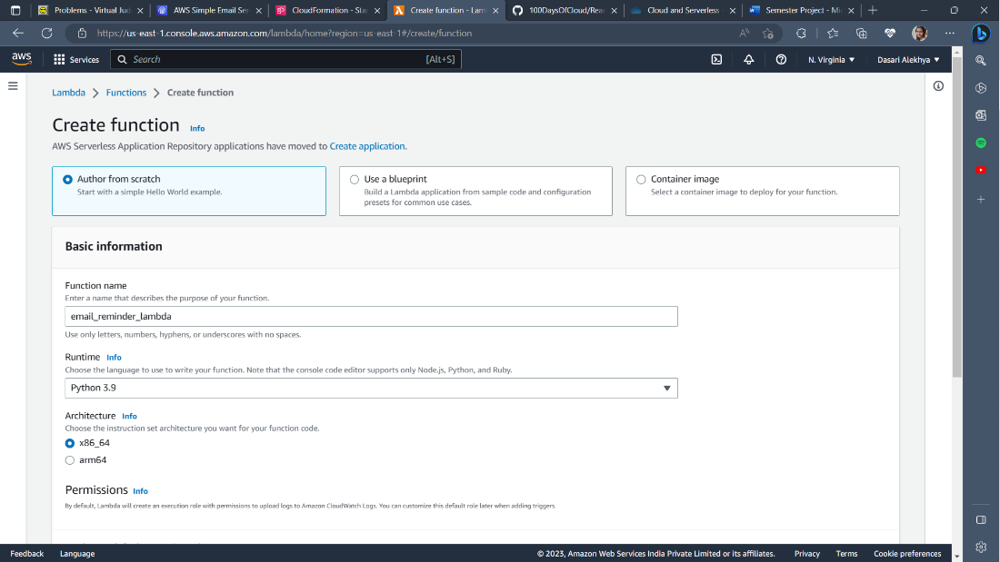 Problems - Virtual Jud
AWS Simple Email Ser
CloudFormation - Sta
Create function - Lam
100DaysOfCloud/Rea
Cloud and Serverless
Semester Project - Mi
https://us-east-1.console.aws.amazon.com/lambda/home?region=us-east-1#/create/function
aws
Services
Search
[Alt+S]
N. Virginia
Dasari Alekhya
Lambda
Functions
Create function
Create function Info
AWS Serverless Application Repository applications have moved to Create application.
Author from scratch
Start with a simple Hello World example.
Use a blueprint
Build a Lambda application from sample code and configuration
presets for common use cases.
Container image
Select a container image to deploy for your function.
Basic information
Function name
Enter a name that describes the purpose of your function.
email_reminder_lambda
Use only letters, numbers, hyphens, or underscores with no spaces.
Runtime Info
Choose the language to use to write your function. Note that the console code editor supports only Node.js, Python, and Ruby.
Python 3.9
Architecture Info
Choose the instruction set architecture you want for your function code.
x86_64
arm64
Permissions Info
By default, Lambda will create an execution role with permissions to upload logs to Amazon CloudWatch Logs. You can customize this default role later when adding triggers.
Feedback
Language
© 2023, Amazon Web Services India Private Limited or its affiliates.
Privacy
Terms
Cookie preferences